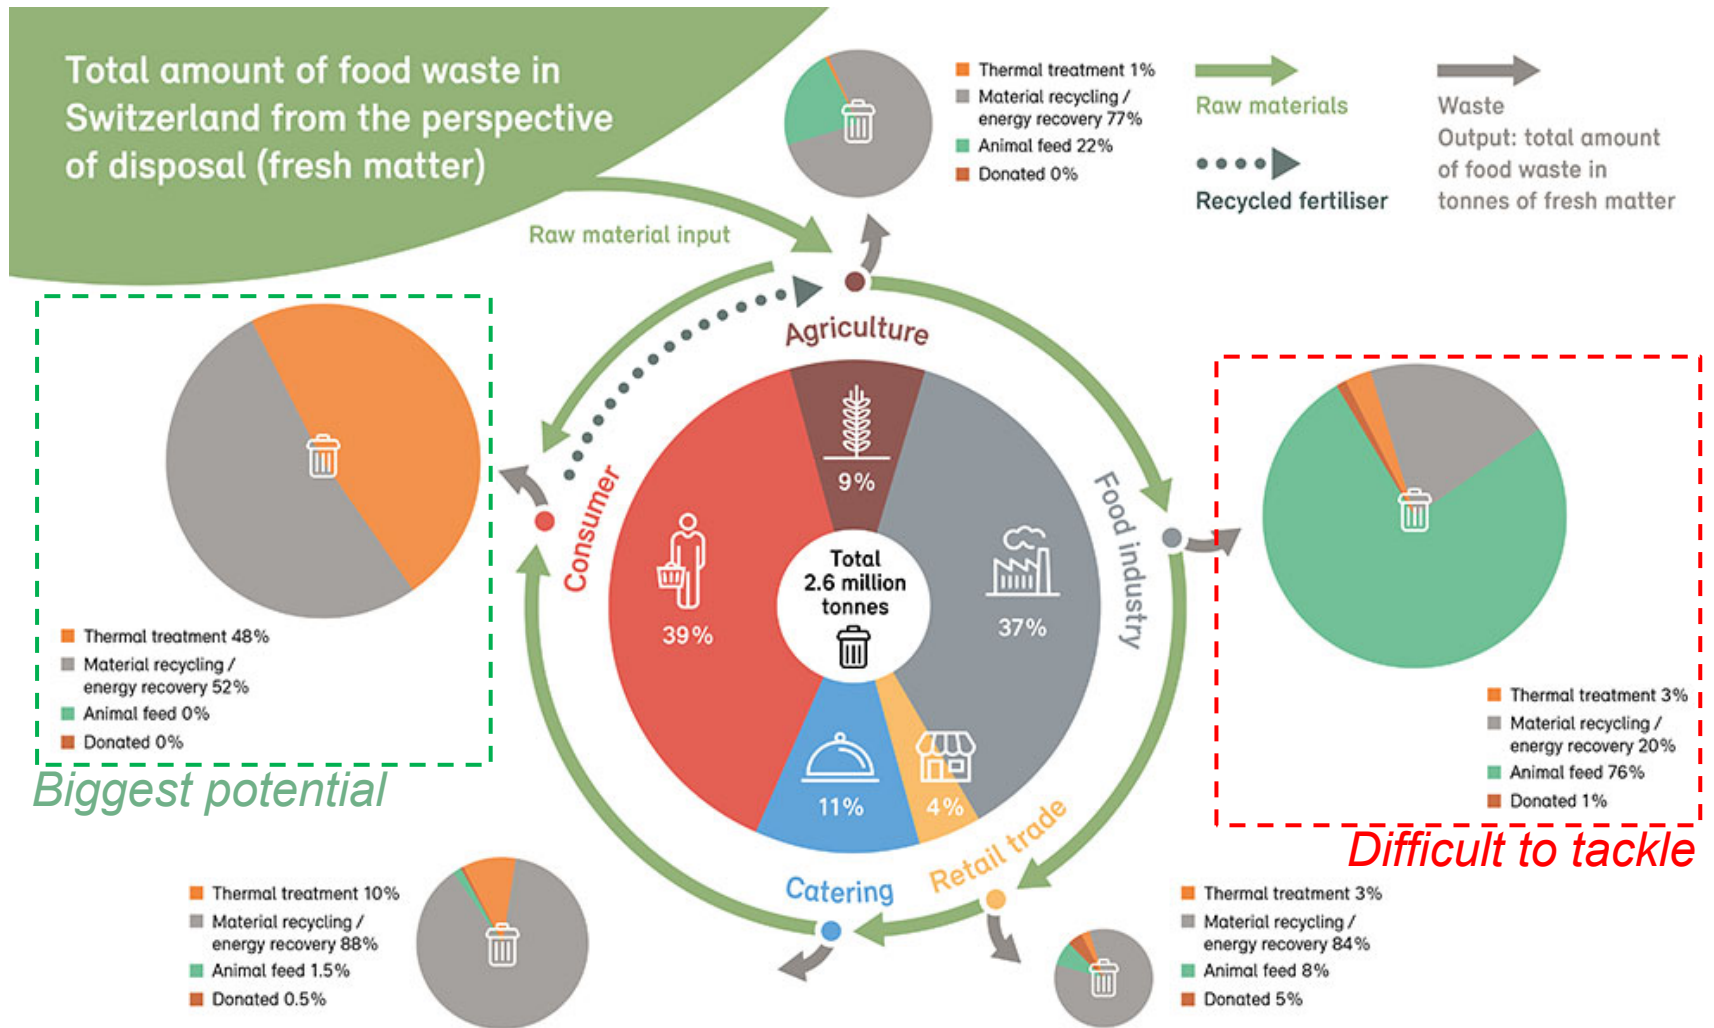 Total amount of food waste in
Switzerland from the perspective
of disposal (fresh matter)
Thermal treatment 1%
Material recycling /
energy recovery 77%
Animal feed 22%
Donated 0%
Raw materials
Recycled fertiliser
Waste
Output: total amount
of food waste in
tonnes of fresh matter
Raw material input
Agriculture
9%
Food industry
37%
Consumer
39%
Total
2.6 million
tonnes
11%
4%
Catering
Retail trade
Thermal treatment 48%
Material recycling /
energy recovery 52%
Animal feed 0%
Donated 0%
Biggest potential
Thermal treatment 3%
Material recycling /
energy recovery 20%
Animal feed 76%
Donated 1%
Difficult to tackle
Thermal treatment 10%
Material recycling /
energy recovery 88%
Animal feed 1.5%
Donated 0.5%
Thermal treatment 3%
Material recycling /
energy recovery 84%
Animal feed 8%
Donated 5%